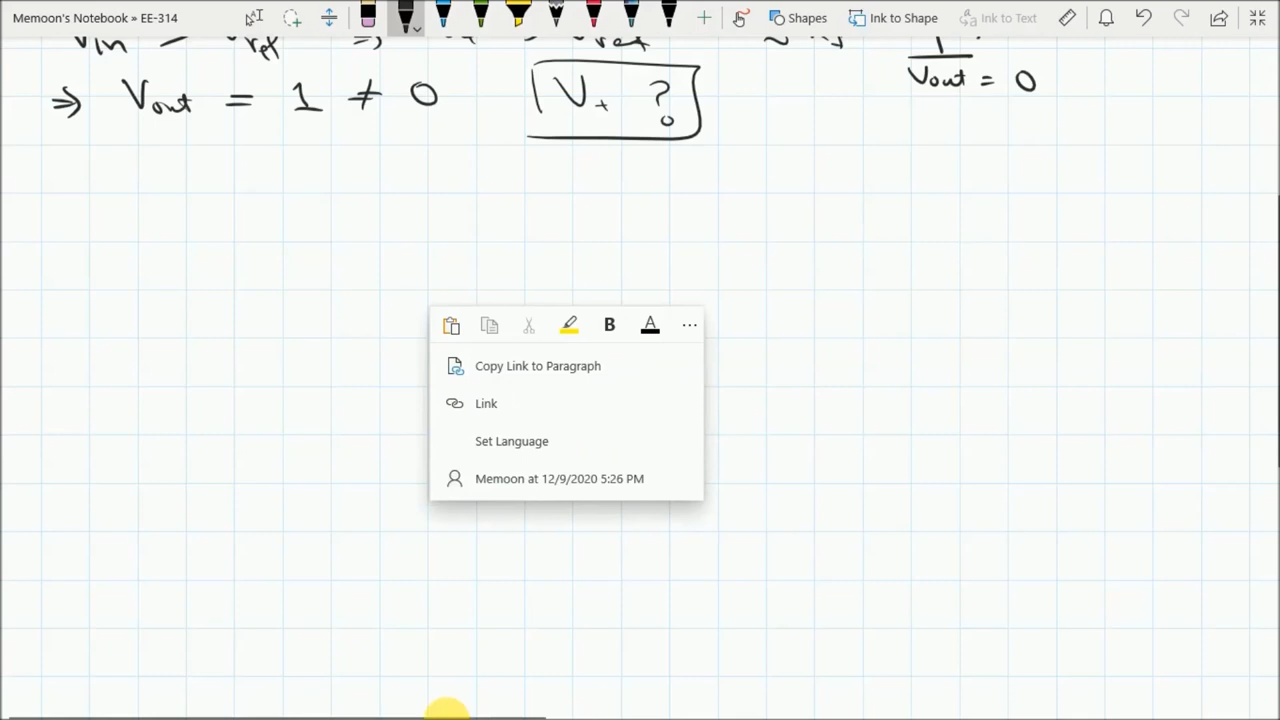 Memoon's Notebook » EE-314
Shapes
Ink to Shape
Ink to Text
Vin
⇒ Vout = 1 ≠ 0
V+ ?
Vout = 0
B A ...
Copy Link to Paragraph
Link
Set Language
Memoon at 12/9/2020 5:26 PM